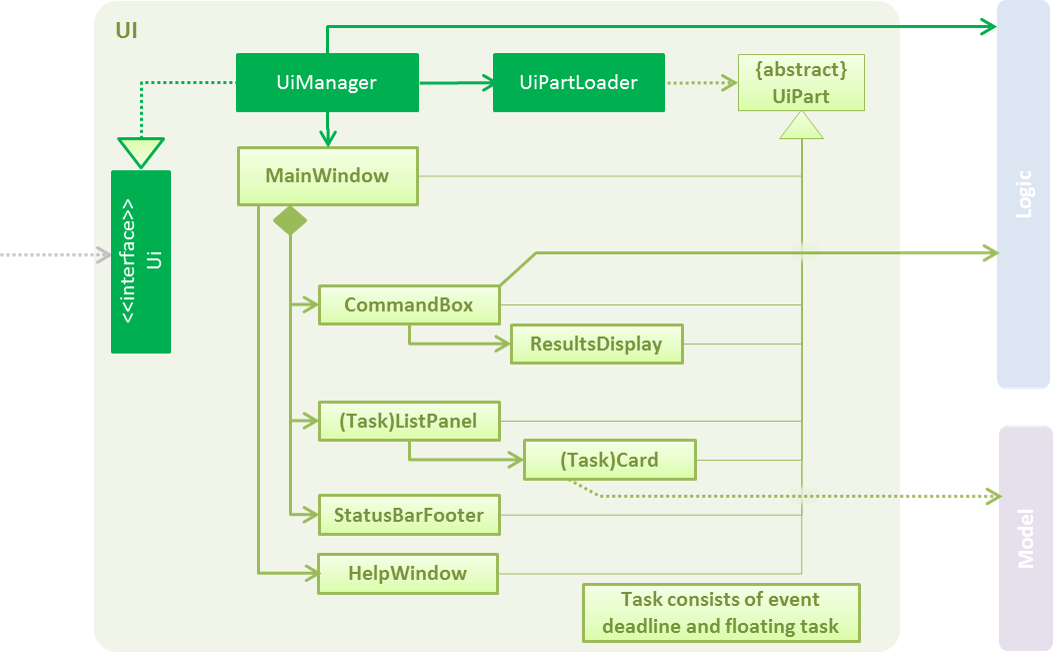 UI
UiManager
UiPartLoader
{abstract}
UiPart
MainWindow
<<interface>>
Ui
Logic
CommandBox
ResultsDisplay
(Task)ListPanel
(Task)Card
StatusBarFooter
Model
HelpWindow
Task consists of event
deadline and floating task